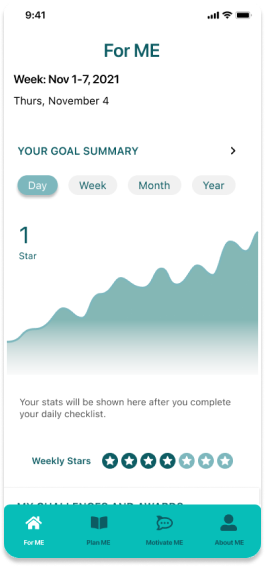 9:41
For ME
Week: Nov 1-7, 2021
Thurs, November 4
YOUR GOAL SUMMARY
Day Week Month Year
1
Star
Your stats will be shown here after you complete
your daily checklist.
Weekly Stars
MY CHALLENGES AND AWARDS
For ME Plan ME Motivate ME About ME